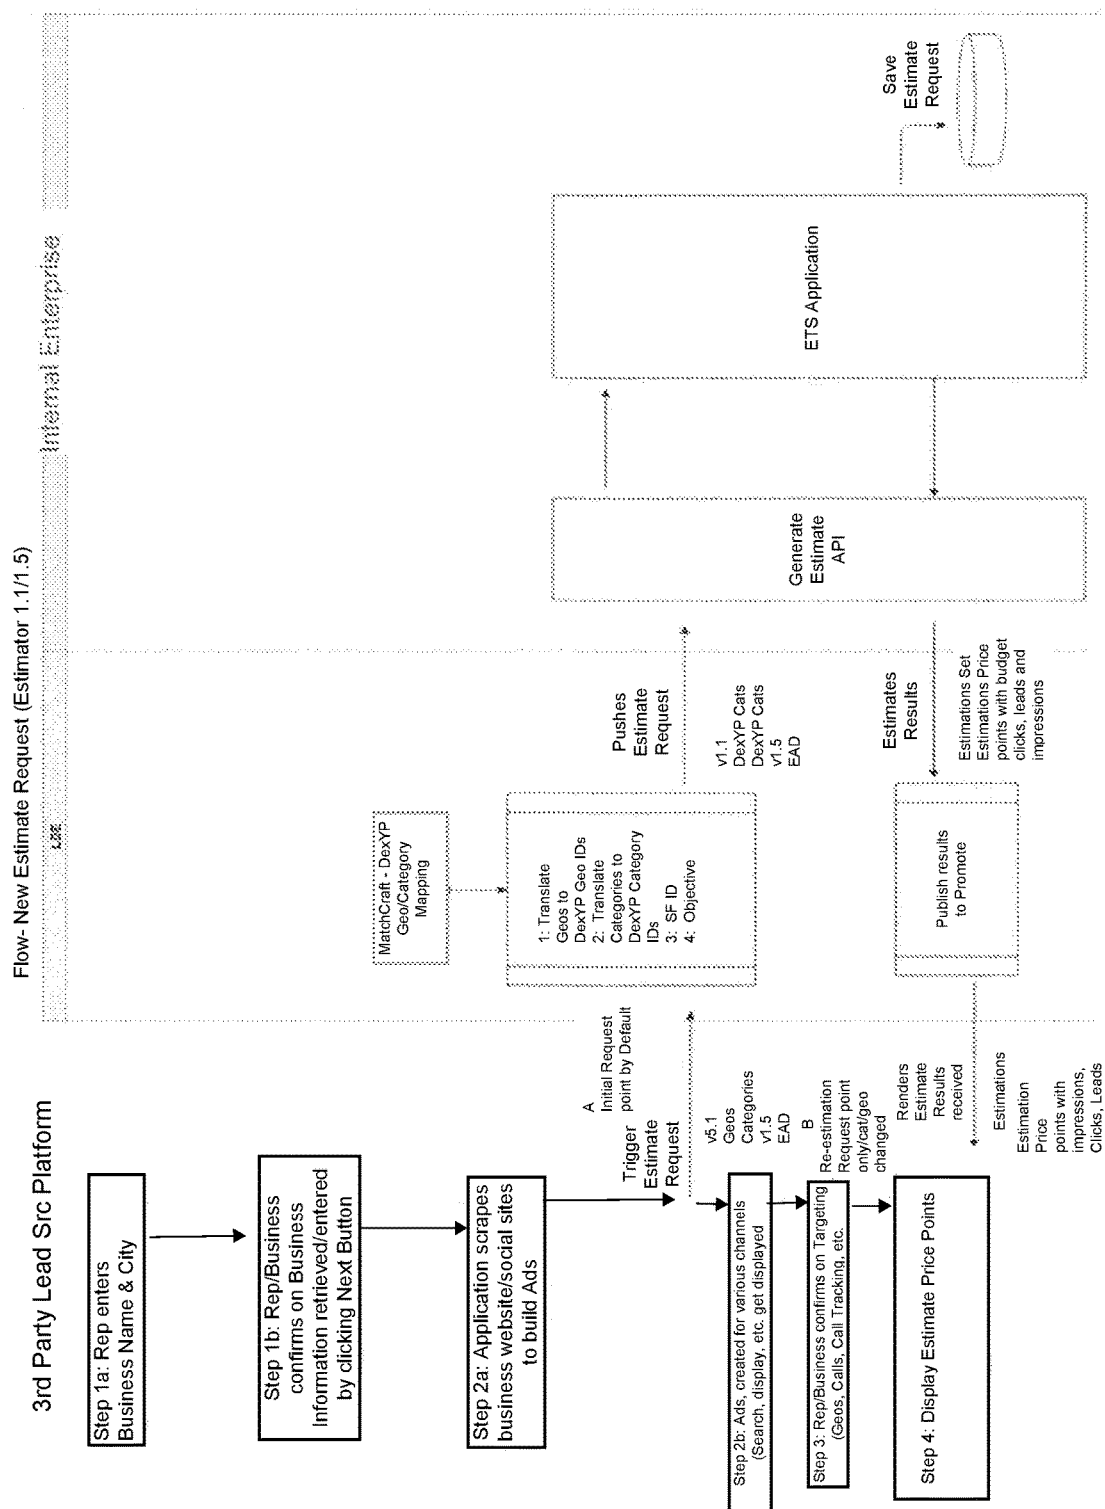 Flow- New Estimate Request (Estimator 1.1/1.5)
3rd Party Lead Src Platform
Internal Enterprise
Step 1a: Rep enters
Business Name & City
Step 1b: Rep/Business
confirms on Business
Information retrieved/entered
by clicking Next Button
Step 2a: Application scrapes
business website/social sites
to build Ads
A
Initial Request
point by Default
Trigger
Estimate
Request
v5.1
Geos
Categories
v1.5
EAD
Step 2b: Ads, created for various channels
(Search, display, etc. get displayed
B
Re-estimation
Request point
only/cat/geo
changed
Step 3: Rep/Business confirms on Targeting
(Geos, Calls, Call Tracking, etc.
Renders
Estimate
Results
received
Step 4: Display Estimate Price Points
Estimations
Estimation
Price
points with
impressions,
Clicks, Leads
MatchCraft - DexYP
Geo/Category
Mapping
1: Translate
Geos to
DexYP Geo IDs
2: Translate
Categories to
DexYP Category
IDs
3: SF ID
4: Objective
Pushes
Estimate
Request
v1.1
DexYP Cats
DexYP Cats
v1.5
EAD
Publish results
to Promote
Estimates
Results
Estimations Set
Estimations Price
points with budget
clicks, leads and
impressions
Generate
Estimate
API
ETS Application
Save
Estimate
Request